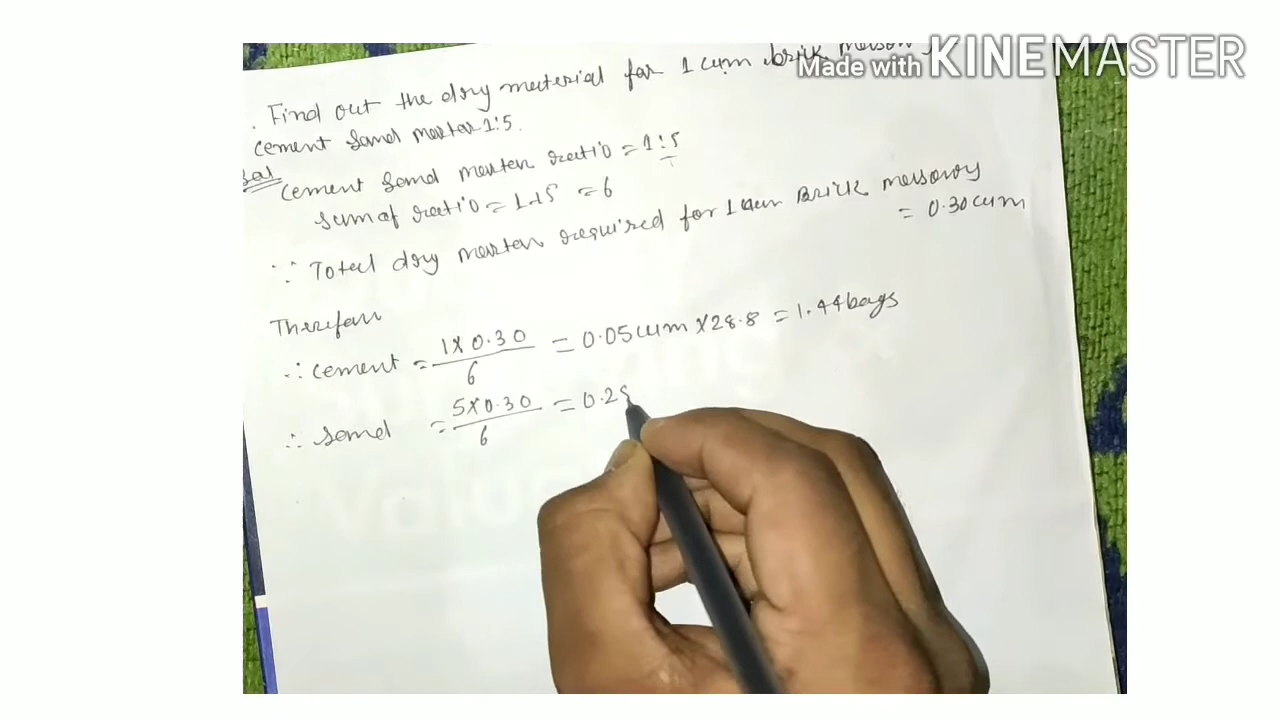 Made with KINEMASTER
. Find out the dry material for 1 cum brick
cement sand mortar 1:5.
Sol
cement sand mortar ratio = 1:5
sum of ratio = 1+5 = 6
∵ Total dry mortar required for 1 cum Brick masonry
= 0.30 cum
Therefore
∴ cement = 1 x 0.30 / 6 = 0.05 cum x 28.8 = 1.44 bags
∴ sand = 5 x 0.30 / 6 = 0.25